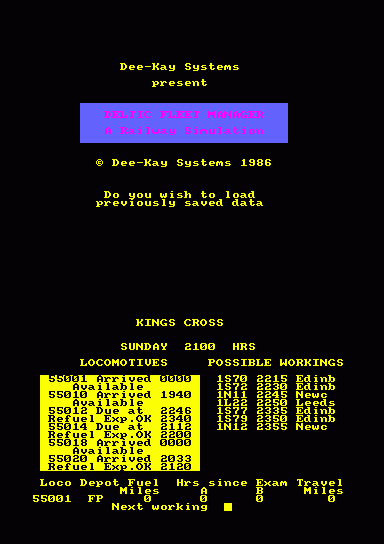 Dee-Kay Systems
present
DELTIC FLEET MANAGER
A Railway Simulation
© Dee-Kay Systems 1986
Do you wish to load
previously saved data
KINGS CROSS
SUNDAY 2100 HRS
LOCOMOTIVES POSSIBLE WORKINGS
55001 Arrived 0000 1S70 2215 Edinb
Available 1S72 2230 Edinb
55010 Arrived 1940 1N11 2245 Newc
Available 1L22 2250 Leeds
55012 Due at 2246 1S77 2335 Edinb
Refuel Exp.OK 2340 1S79 2350 Edinb
55014 Due at 2112 1N12 2355 Newc
Refuel Exp.OK 2200
55018 Arrived 0000
Available
55020 Arrived 2033
Refuel Exp.OK 2120
Loco Depot Fuel Hrs since Exam Travel
Miles A B Miles
55001 FP 0 0 0 0
Next working